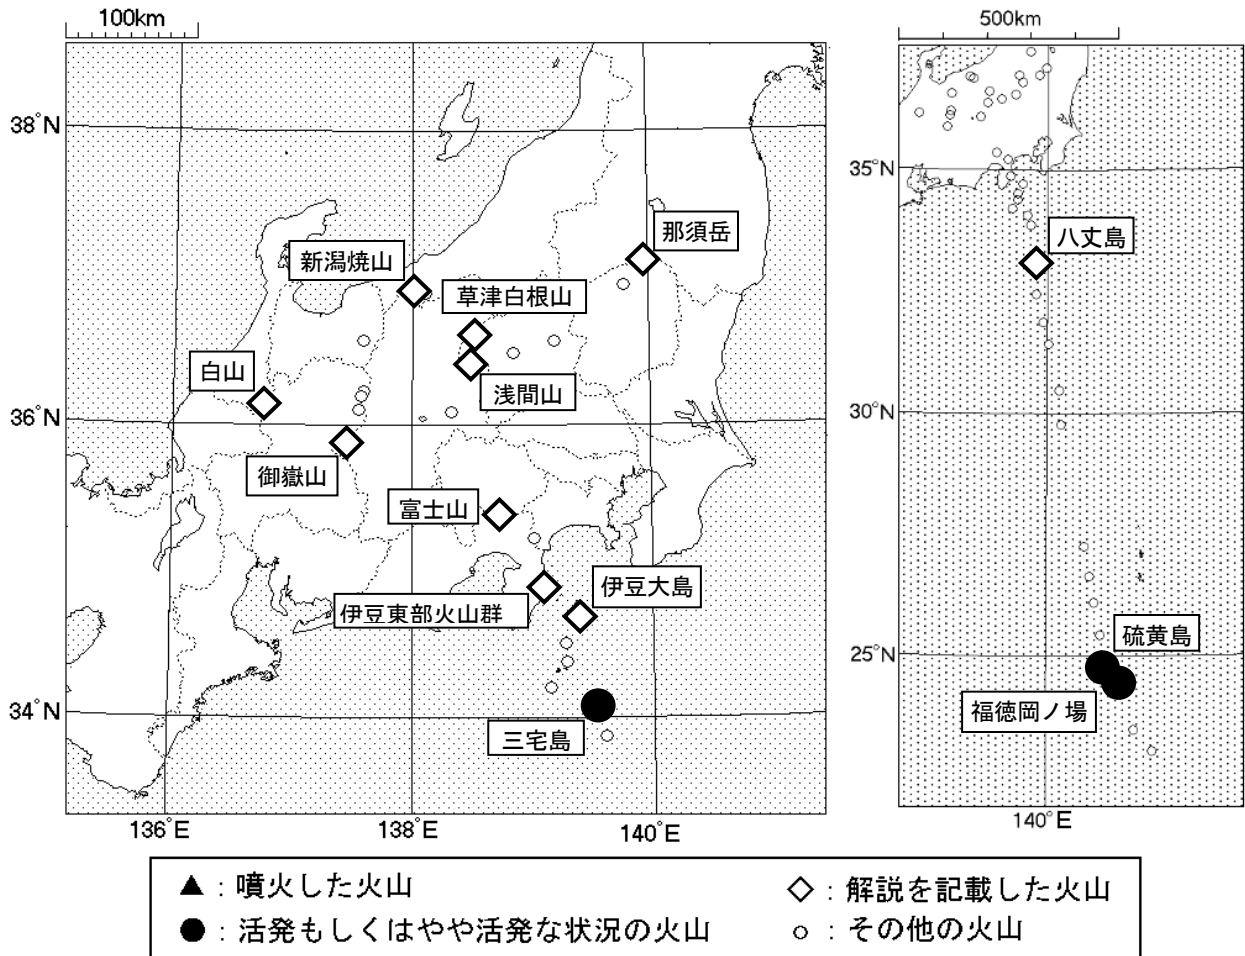 100km
38°N
36°N
34°N
136°E
138°E
140°E
新潟焼山
那須岳
草津白根山
浅間山
白山
御嶽山
富士山
伊豆大島
伊豆東部火山群
三宅島
500km
35°N
30°N
25°N
140°E
八丈島
硫黄島
福徳岡ノ場
▲：噴火した火山
●：活発もしくはやや活発な状況の火山
◇：解説を記載した火山
○：その他の火山